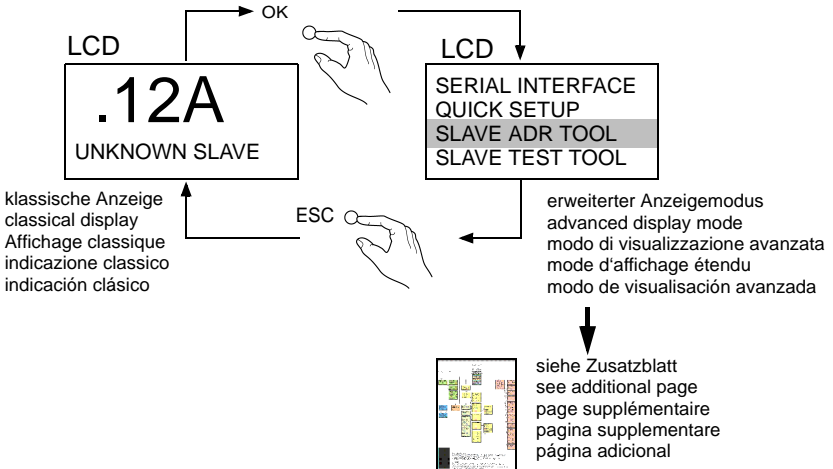 OK
LCD
.12A
UNKNOWN SLAVE
LCD
SERIAL INTERFACE
QUICK SETUP
SLAVE ADR TOOL
SLAVE TEST TOOL
klassische Anzeige
classical display
Affichage classique
indicazione classico
indicación clásico
ESC
erweiterter Anzeigemodus
advanced display mode
modo di visualizzazione avanzata
mode d‘affichage étendu
modo de visualisación avanzada
siehe Zusatzblatt
see additional page
page supplémentaire
pagina supplementare
página adicional